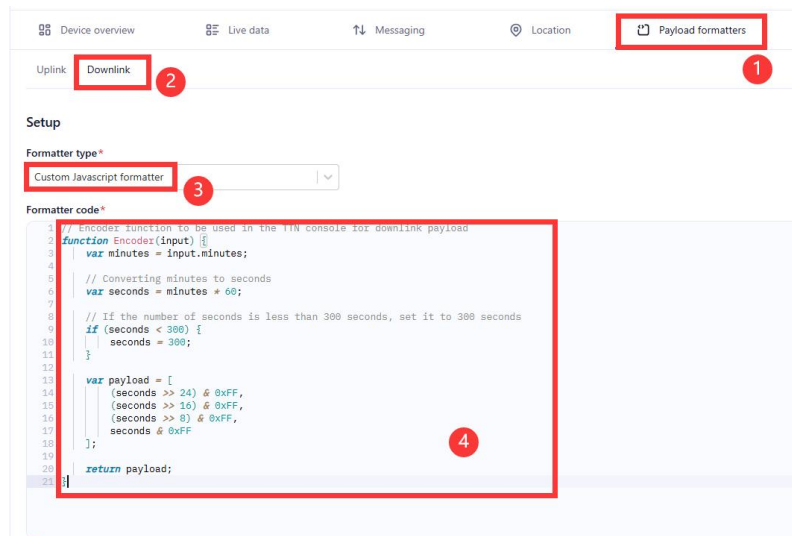 Device overview
Live data
Messaging
Location
Payload formatters
1
Uplink
Downlink
2
Setup
Formatter type*
Custom Javascript formatter
3
Formatter code*
1 // Encoder function to be used in the TTN console for downlink payload
2 function Encoder(input) {
3     var minutes = input.minutes;
4
5     // Converting minutes to seconds
6     var seconds = minutes * 60;
7
8     // If the number of seconds is less than 300 seconds, set it to 300 seconds
9     if (seconds < 300) {
10         seconds = 300;
11     }
12
13     var payload = [
14         (seconds >> 24) & 0xFF,
15         (seconds >> 16) & 0xFF,
16         (seconds >> 8) & 0xFF,
17         seconds & 0xFF
18     ];
4
19
20     return payload;
21 }